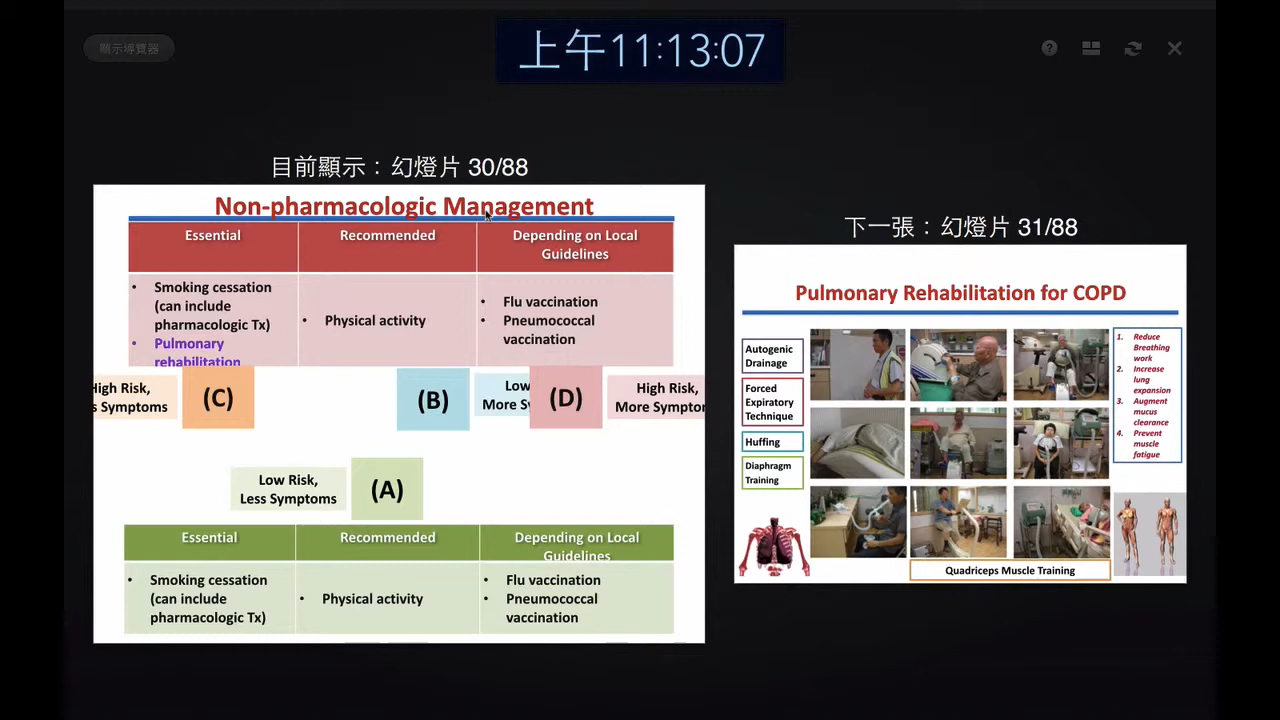 顯示導覽器
上午11:13:07
目前顯示：幻燈片 30/88
Non-pharmacologic Management
Essential
Recommended
Depending on Local
Guidelines
• Smoking cessation
(can include
pharmacologic Tx)
• Pulmonary
rehabilitation
• Physical activity
• Flu vaccination
• Pneumococcal
vaccination
High Risk,
s Symptoms
(C)
(B)
Low
More Sy
(D)
High Risk,
More Sympto
Low Risk,
Less Symptoms
(A)
Essential
Recommended
Depending on Local
Guidelines
• Smoking cessation
(can include
pharmacologic Tx)
• Physical activity
• Flu vaccination
• Pneumococcal
vaccination
下一張：幻燈片 31/88
Pulmonary Rehabilitation for COPD
Autogenic
Drainage
Forced
Expiratory
Technique
Huffing
Diaphragm
Training
1. Reduce
Breathing
work
2. Increase
lung
expansion
3. Augment
mucus
clearance
4. Prevent
muscle
fatigue
Quadriceps Muscle Training